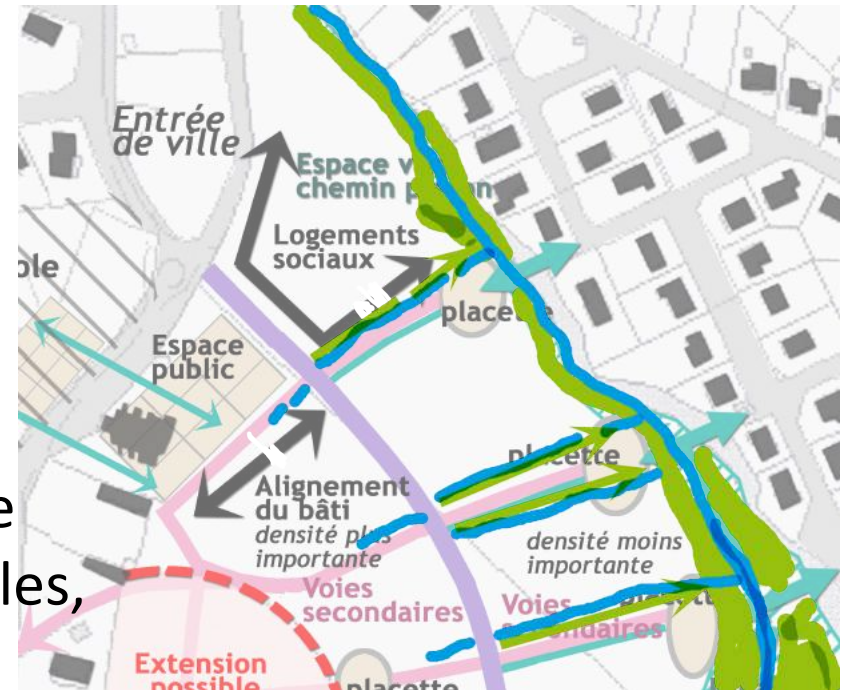 Entrée
de ville
Espace
chemin
Logements
sociaux
placette
Espace
public
placette
Alignement
du bâti
densité plus
importante
densité moins
importante
les,
Voies
secondaires
Voies
secondaires
Extension
possible
placette